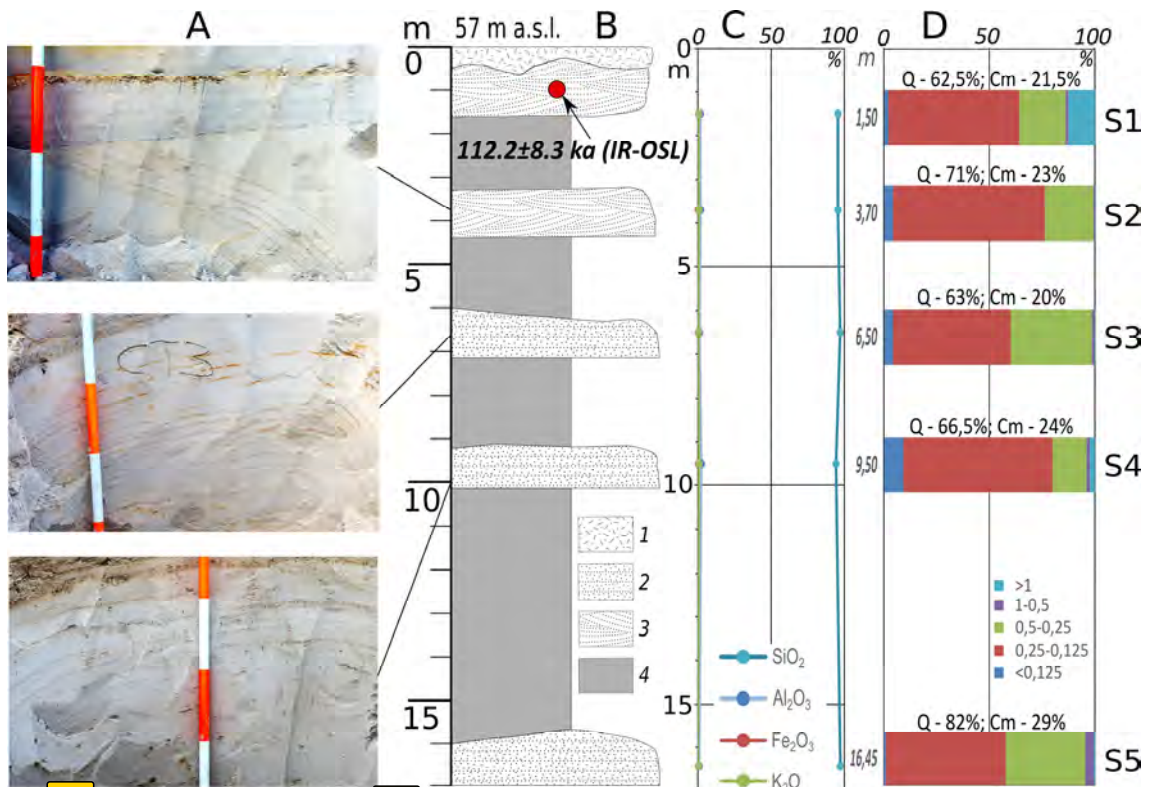 A
m
57 m a.s.l.
B
C
D
0
5
10
15
112.2±8.3 ka (IR-OSL)
1
2
3
4
0
50
100
%
m
5
10
15
SiO₂
Al₂O₃
Fe₂O₃
K₂O
m
0
50
100
%
Q - 62,5%; Cm - 21,5%
1,50
S1
Q - 71%; Cm - 23%
3,70
S2
Q - 63%; Cm - 20%
6,50
S3
Q - 66,5%; Cm - 24%
9,50
S4
>1
1-0,5
0,5-0,25
0,25-0,125
<0,125
Q - 82%; Cm - 29%
16,45
S5
СТ3